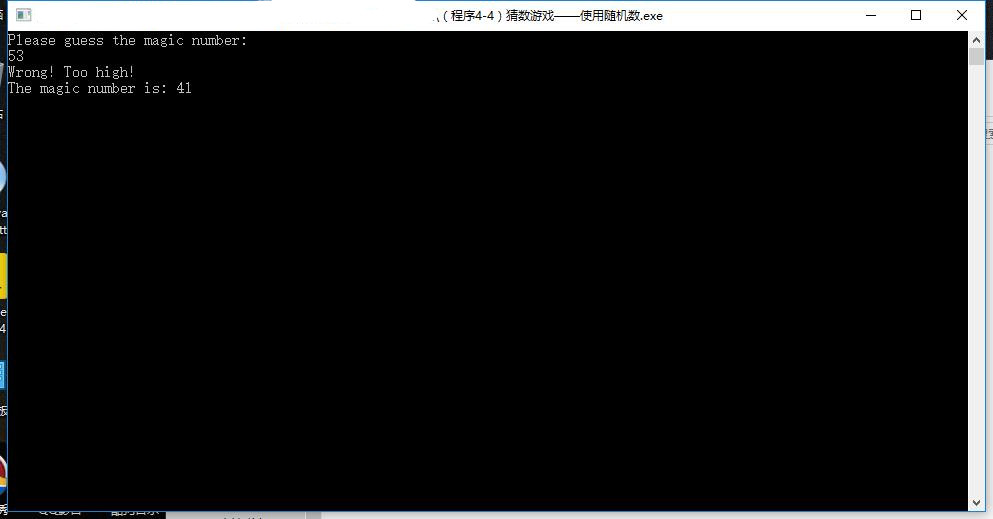 （程序4-4）猜数游戏——使用随机数.exe
Please guess the magic number:
53
Wrong! Too high!
The magic number is: 41